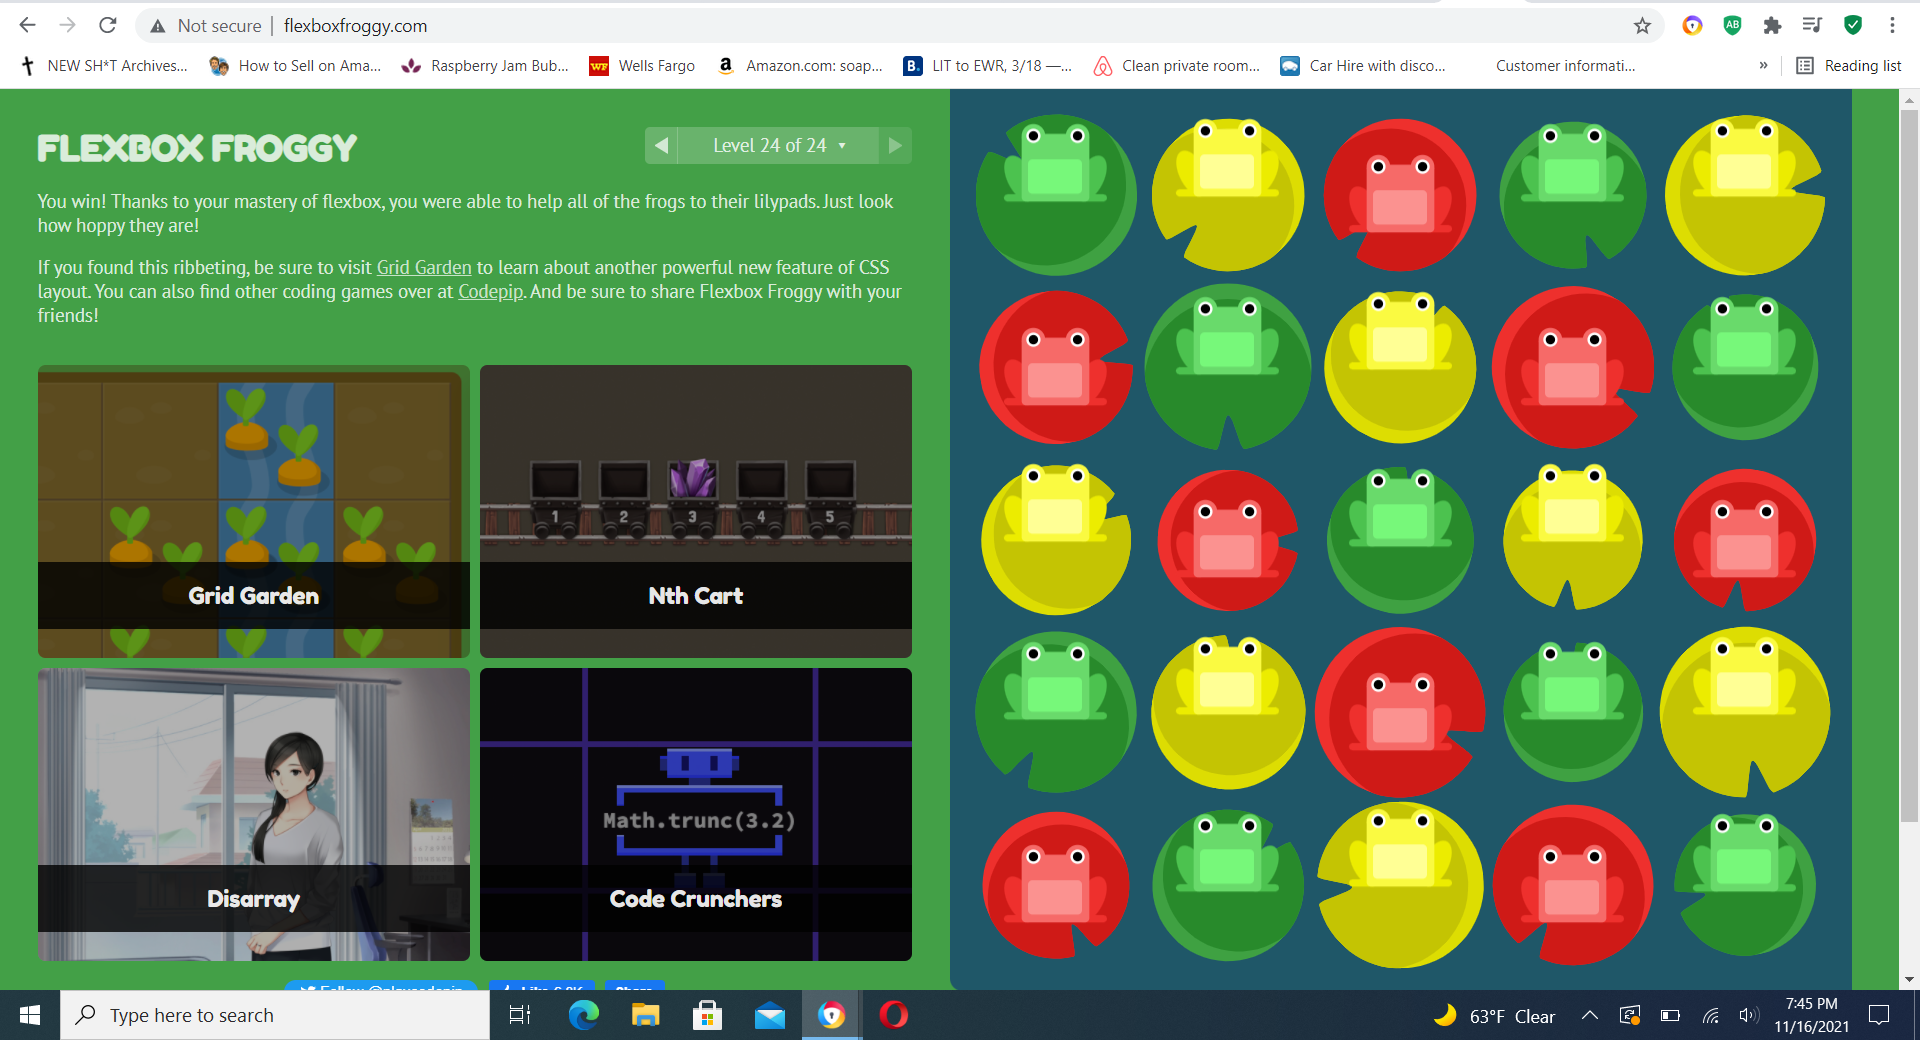 Not secure | flexboxfroggy.com
NEW SH*T Archives... How to Sell on Ama... Raspberry Jam Bub... WF Wells Fargo a Amazon.com: soap... B. LIT to EWR, 3/18 —... Clean private room... Car Hire with disco... Customer informati... » Reading list
FLEXBOX FROGGY
Level 24 of 24
You win! Thanks to your mastery of flexbox, you were able to help all of the frogs to their lilypads. Just look
how hoppy they are!
If you found this ribbeting, be sure to visit Grid Garden to learn about another powerful new feature of CSS
layout. You can also find other coding games over at Codepip. And be sure to share Flexbox Froggy with your
friends!
1 2 3 4 5
Grid Garden
Nth Cart
Math.trunc(3.2)
Disarray
Code Crunchers
Follow @playcodepip Like 6.9K Share
Type here to search
63°F Clear
7:45 PM
11/16/2021